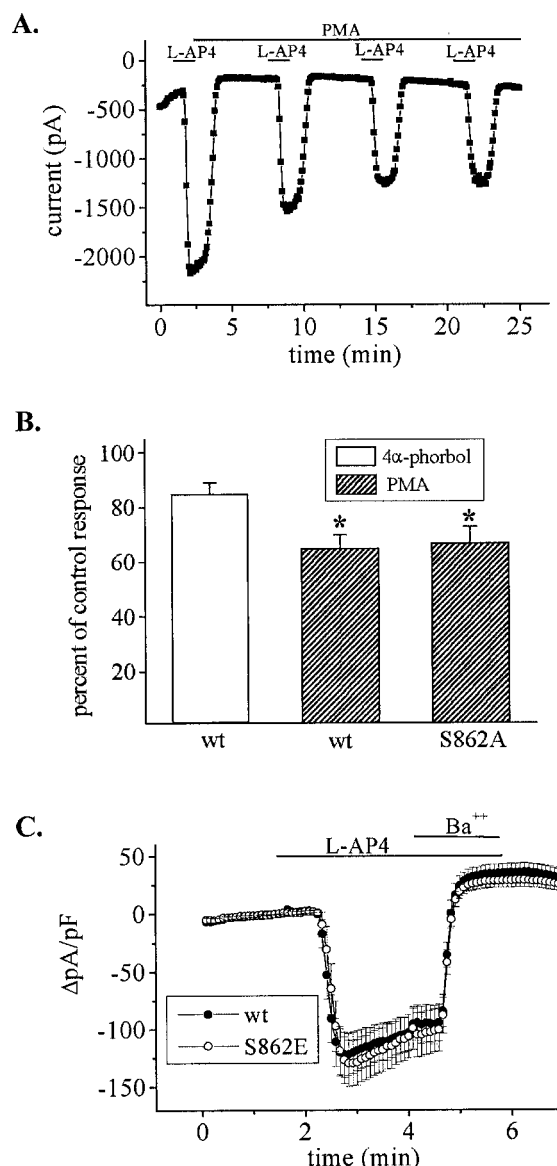 A.
PMA
L-AP4 L-AP4 L-AP4 L-AP4
0
-500
-1000
-1500
-2000
current (pA)
0 5 10 15 20 25
time (min)
B.
100
80
60
40
20
percent of control response
4α-phorbol
PMA
* *
wt wt S862A
C.
Ba++
L-AP4
50
0
-50
-100
-150
ΔpA/pF
wt
S862E
0 2 4 6
time (min)